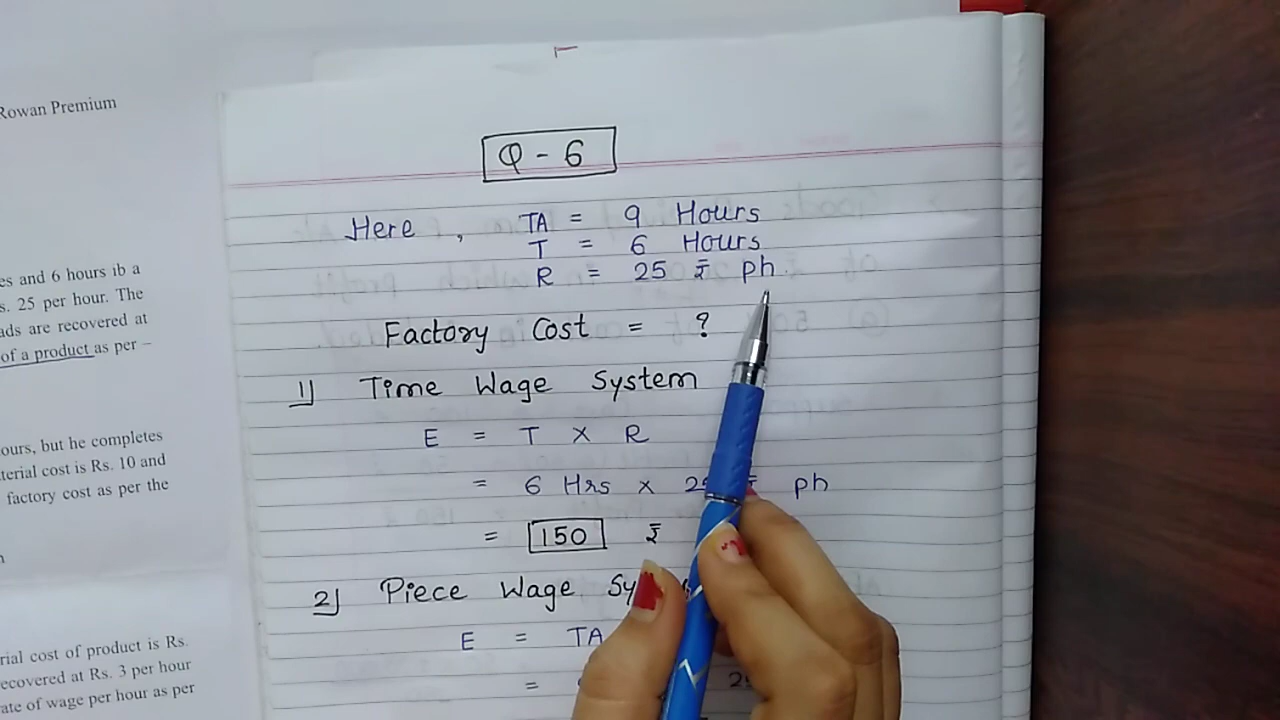 Rowan Premium
es and 6 hours ib a
s. 25 per hour. The
ads are recovered at
of a product as per –
ours, but he completes
terial cost is Rs. 10 and
factory cost as per the
rial cost of product is Rs.
ecovered at Rs. 3 per hour
ate of wage per hour as per
Q - 6
Here , TA = 9 Hours
T = 6 Hours
R = 25 ₹ ph.
Factory Cost = ?
1) Time Wage System
E = T X R
= 6 Hrs x ph
= 150 ₹
2) Piece Wage
E = TA
=